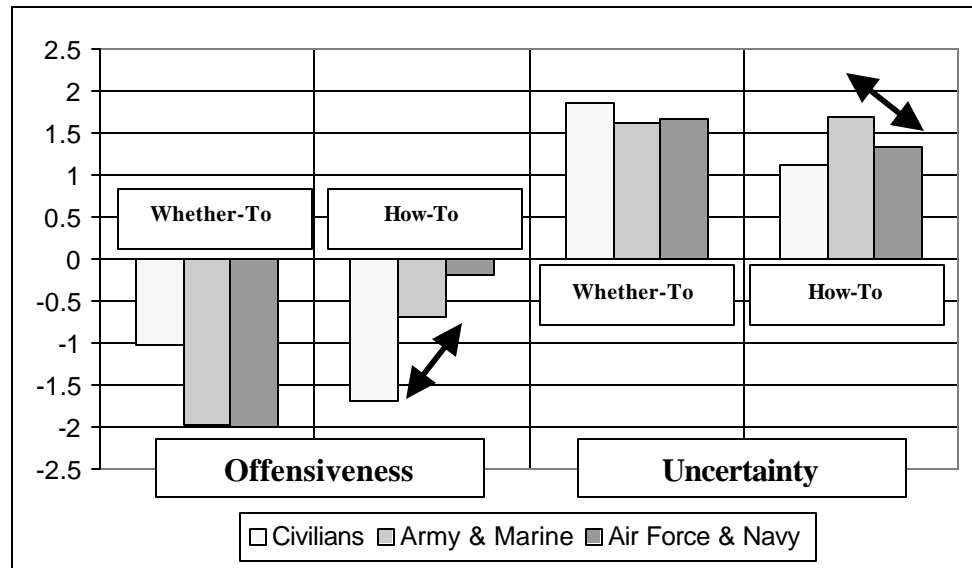 2.5
2
1.5
1
0.5
0
-0.5
-1
-1.5
-2
-2.5
Whether-To
How-To
Whether-To
How-To
Offensiveness
Uncertainty
Civilians Army & Marine Air Force & Navy